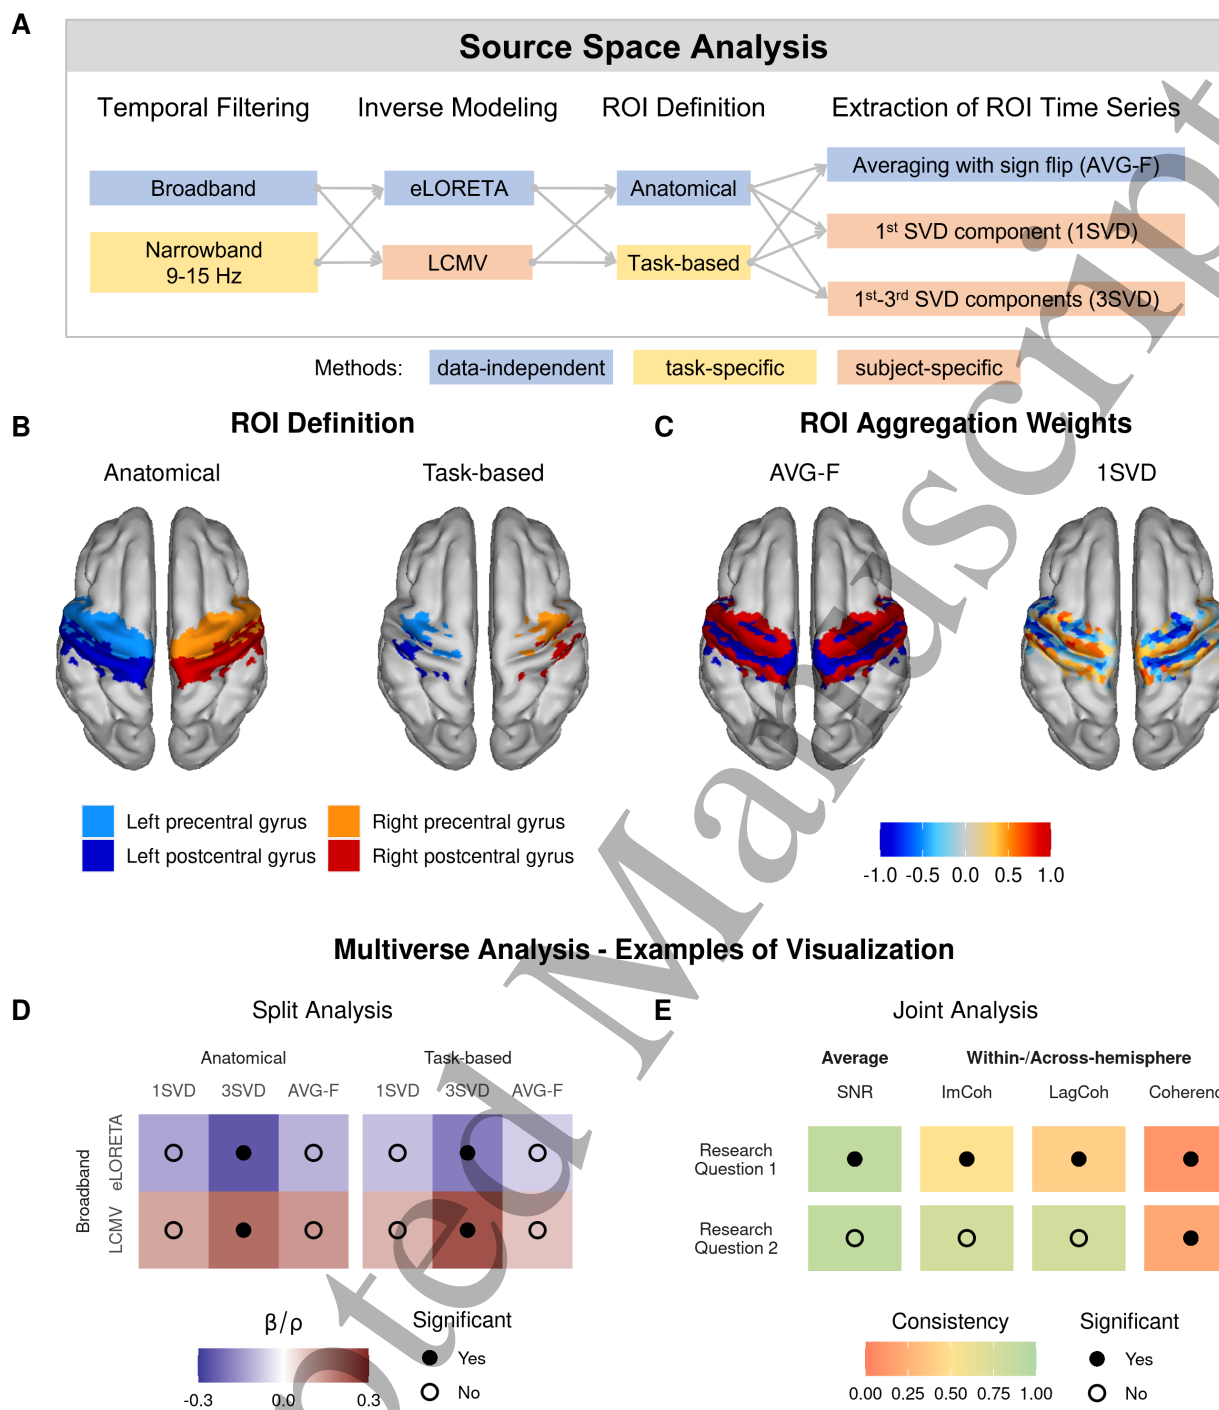 A
Source Space Analysis
Temporal Filtering Inverse Modeling ROI Definition Extraction of ROI Time Series
Broadband eLORETA Anatomical Averaging with sign flip (AVG-F)
1st SVD component (1SVD)
Narrowband
9-15 Hz
LCMV Task-based
1st-3rd SVD components (3SVD)
Methods: data-independent task-specific subject-specific
B ROI Definition
Anatomical Task-based
Left precentral gyrus Right precentral gyrus
Left postcentral gyrus Right postcentral gyrus
C ROI Aggregation Weights
AVG-F 1SVD
-1.0 -0.5 0.0 0.5 1.0
Multiverse Analysis - Examples of Visualization
D Split Analysis
Anatomical Task-based
1SVD 3SVD AVG-F 1SVD 3SVD AVG-F
Broadband
eLORETA
LCMV
β/ρ
-0.3 0.0 0.3
Significant
Yes
No
E Joint Analysis
Average Within-/Across-hemisphere
SNR ImCoh LagCoh Coherenc
Research
Question 1
Research
Question 2
Consistency
0.00 0.25 0.50 0.75 1.00
Significant
Yes
No
Manuscript